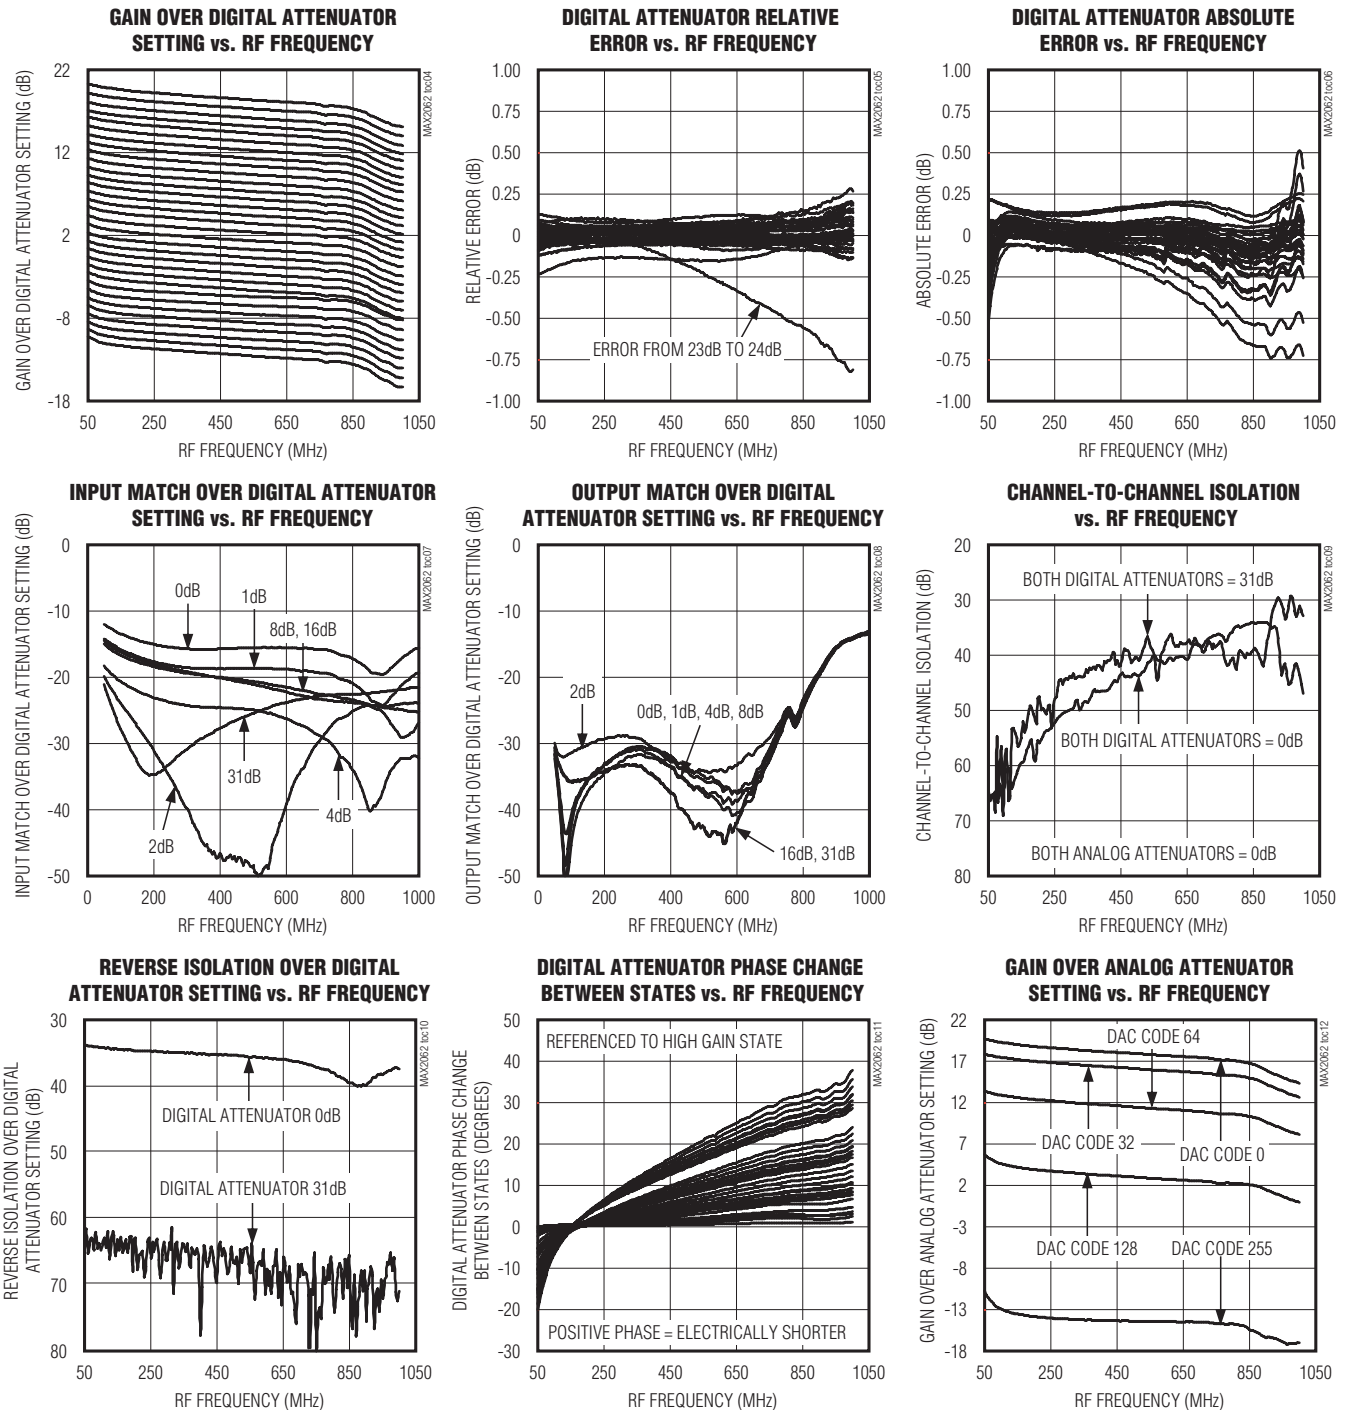 GAIN OVER DIGITAL ATTENUATOR
SETTING vs. RF FREQUENCY
GAIN OVER DIGITAL ATTENUATOR SETTING (dB)
22
12
2
-8
-18
50
250
450
650
850
1050
RF FREQUENCY (MHz)
MAX2062 toc04
DIGITAL ATTENUATOR RELATIVE
ERROR vs. RF FREQUENCY
RELATIVE ERROR (dB)
1.00
0.75
0.50
0.25
0
-0.25
-0.50
-0.75
-1.00
ERROR FROM 23dB TO 24dB
50
250
450
650
850
1050
RF FREQUENCY (MHz)
MAX2062 toc05
DIGITAL ATTENUATOR ABSOLUTE
ERROR vs. RF FREQUENCY
ABSOLUTE ERROR (dB)
1.00
0.75
0.50
0.25
0
-0.25
-0.50
-0.75
-1.00
50
250
450
650
850
1050
RF FREQUENCY (MHz)
MAX2062 toc06
INPUT MATCH OVER DIGITAL ATTENUATOR
SETTING vs. RF FREQUENCY
INPUT MATCH OVER DIGITAL ATTENUATOR SETTING (dB)
0
-10
-20
-30
-40
-50
0dB
1dB
8dB, 16dB
31dB
4dB
2dB
0
200
400
600
800
1000
RF FREQUENCY (MHz)
MAX2062 toc07
OUTPUT MATCH OVER DIGITAL
ATTENUATOR SETTING vs. RF FREQUENCY
OUTPUT MATCH OVER DIGITAL ATTENUATOR SETTING (dB)
0
-10
-20
-30
-40
-50
2dB
0dB, 1dB, 4dB, 8dB
16dB, 31dB
0
200
400
600
800
1000
RF FREQUENCY (MHz)
MAX2062 toc08
CHANNEL-TO-CHANNEL ISOLATION
vs. RF FREQUENCY
CHANNEL-TO-CHANNEL ISOLATION (dB)
20
30
40
50
60
70
80
BOTH DIGITAL ATTENUATORS = 31dB
BOTH DIGITAL ATTENUATORS = 0dB
BOTH ANALOG ATTENUATORS = 0dB
50
250
450
650
850
1050
RF FREQUENCY (MHz)
MAX2062 toc09
REVERSE ISOLATION OVER DIGITAL
ATTENUATOR SETTING vs. RF FREQUENCY
REVERSE ISOLATION OVER DIGITAL
ATTENUATOR SETTING (dB)
30
40
50
60
70
80
DIGITAL ATTENUATOR 0dB
DIGITAL ATTENUATOR 31dB
50
250
450
650
850
1050
RF FREQUENCY (MHz)
MAX2062 toc10
DIGITAL ATTENUATOR PHASE CHANGE
BETWEEN STATES vs. RF FREQUENCY
DIGITAL ATTENUATOR PHASE CHANGE
BETWEEN STATES (DEGREES)
50
40
30
20
10
0
-10
-20
-30
REFERENCED TO HIGH GAIN STATE
POSITIVE PHASE = ELECTRICALLY SHORTER
50
250
450
650
850
1050
RF FREQUENCY (MHz)
MAX2062 toc11
GAIN OVER ANALOG ATTENUATOR
SETTING vs. RF FREQUENCY
GAIN OVER ANALOG ATTENUATOR SETTING (dB)
22
17
12
7
2
-3
-8
-13
-18
DAC CODE 64
DAC CODE 32
DAC CODE 0
DAC CODE 128
DAC CODE 255
50
250
450
650
850
1050
RF FREQUENCY (MHz)
MAX2062 toc12